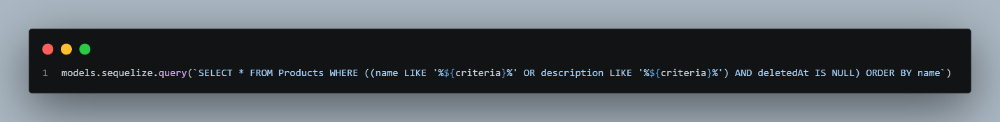 1 models.sequelize.query(`SELECT * FROM Products WHERE ((name LIKE '%${criteria}%' OR description LIKE '%${criteria}%') AND deletedAt IS NULL) ORDER BY name`)